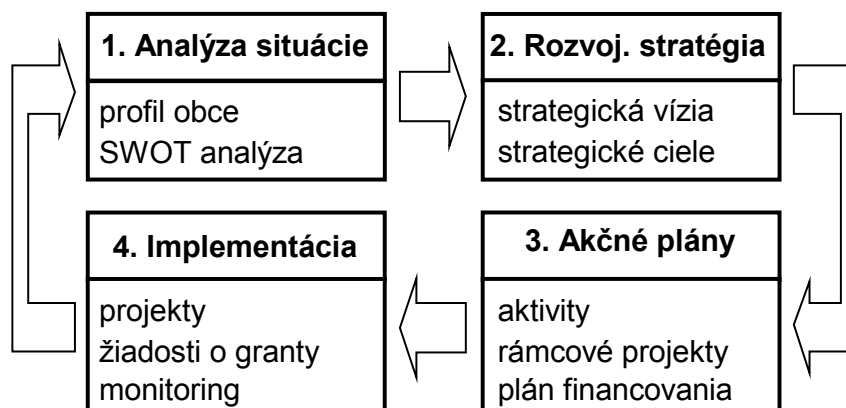 1. Analýza situácie
profil obce
SWOT analýza
2. Rozvoj. stratégia
strategická vízia
strategické ciele
3. Akčné plány
aktivity
rámcové projekty
plán financovania
4. Implementácia
projekty
žiadosti o granty
monitoring